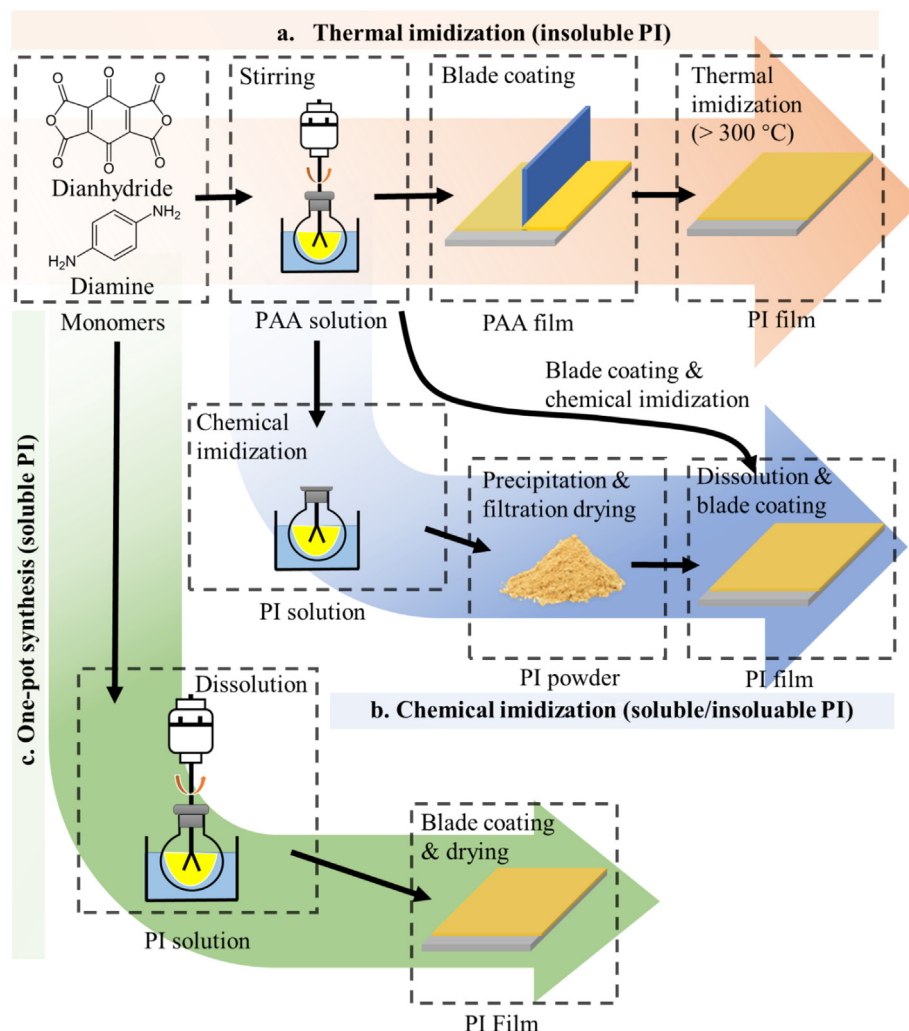 a. Thermal imidization (insoluble PI)
O
O
O
O
O
O
O
O
Dianhydride
NH₂
H₂N
Diamine
Monomers
Stirring
PAA solution
Blade coating
PAA film
Thermal
imidization
(> 300 °C)
PI film
Blade coating &
chemical imidization
Chemical
imidization
PI solution
Precipitation &
filtration drying
PI powder
Dissolution &
blade coating
PI film
b. Chemical imidization (soluble/insoluable PI)
c. One-pot synthesis (soluble PI)
Dissolution
PI solution
Blade coating
& drying
PI Film